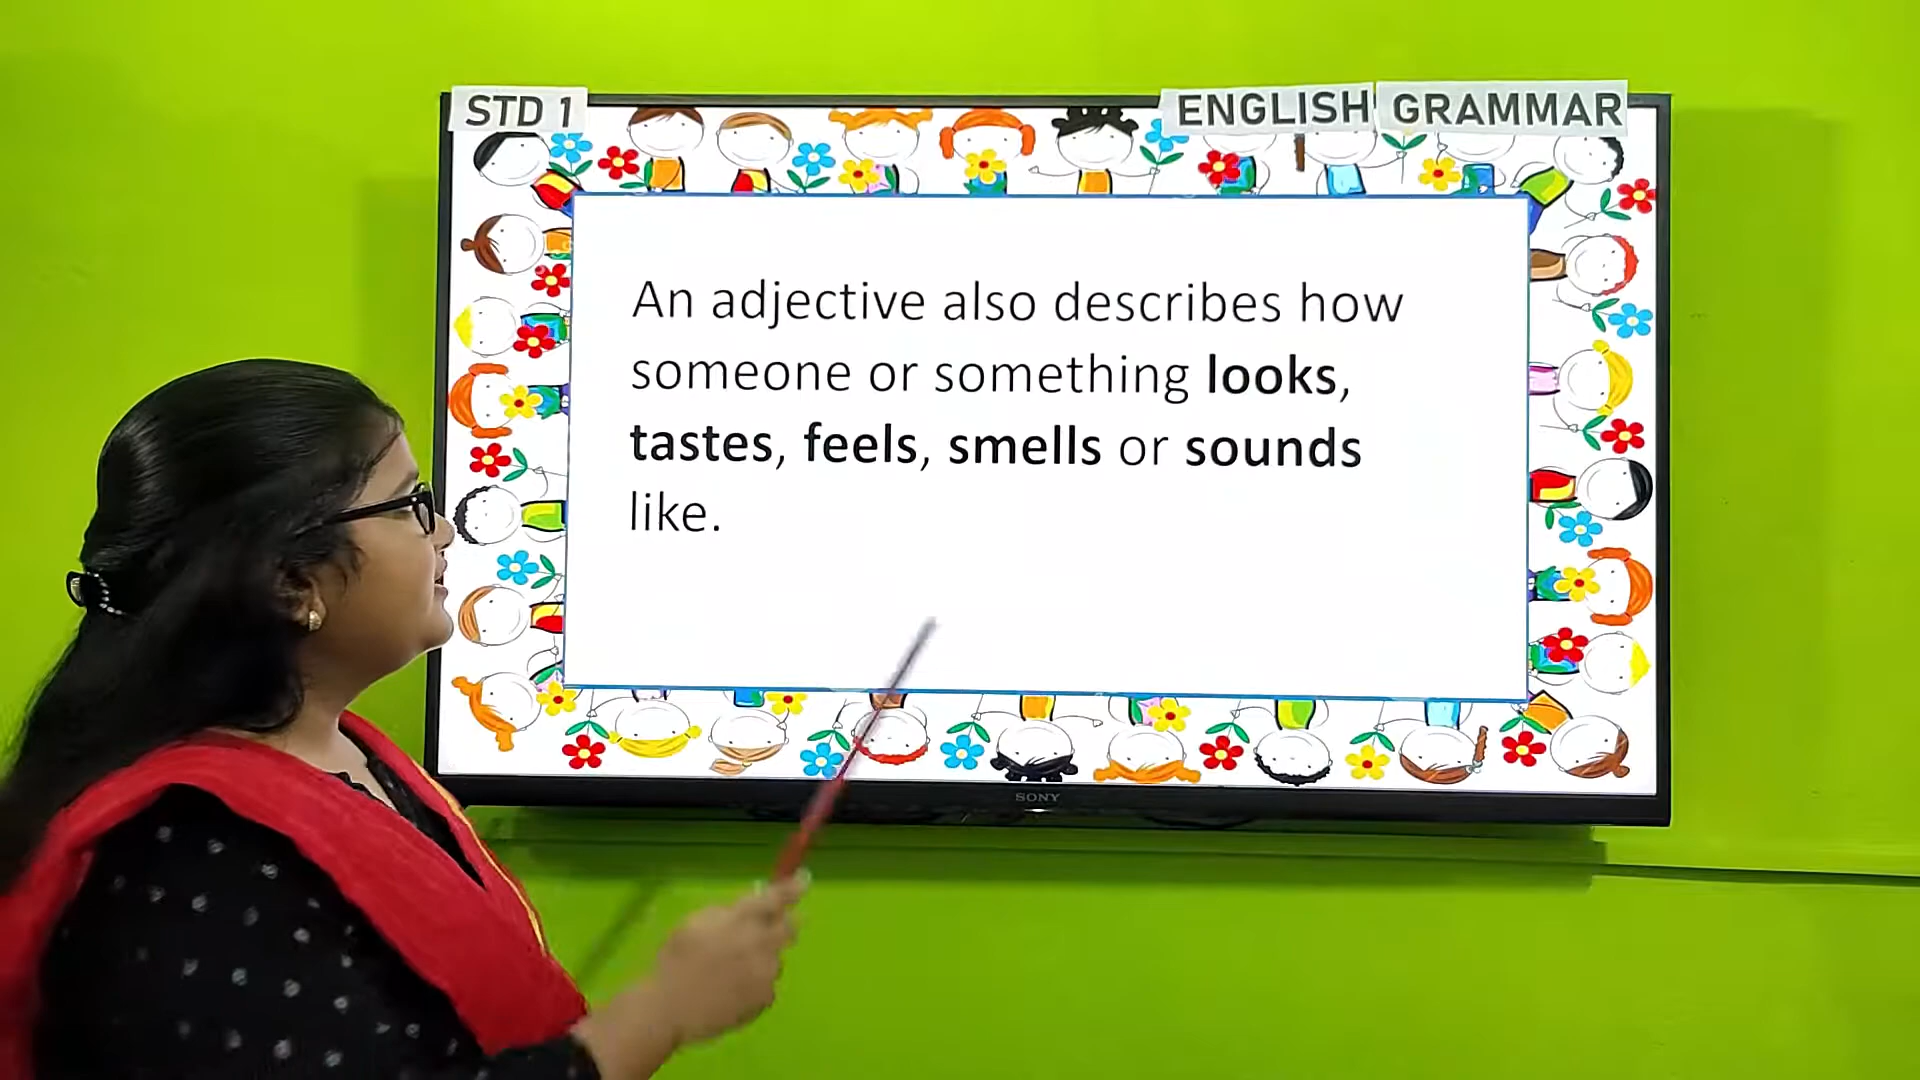 STD 1
ENGLISH GRAMMAR
An adjective also describes how
someone or something looks,
tastes, feels, smells or sounds
like.
SONY